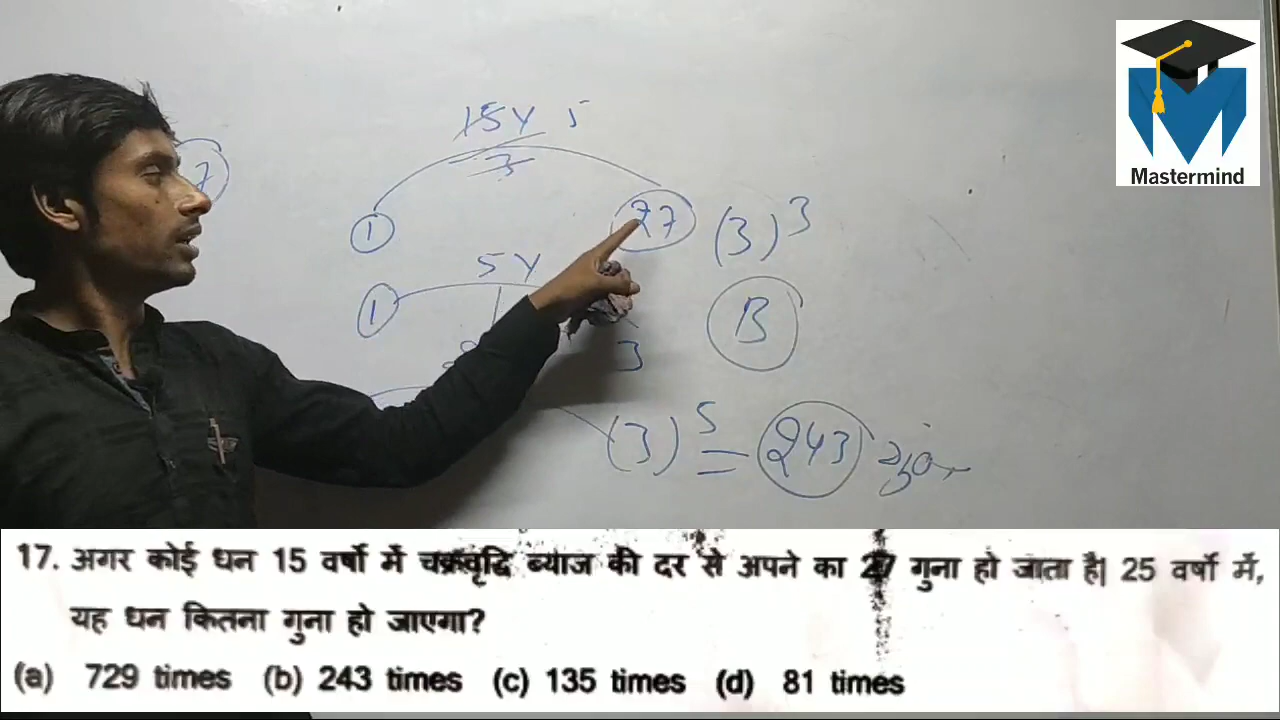 15Y 5
3
7
1
27 (3)³
5Y
1
B
3
(3)⁵ = 243 गुना
Mastermind
17. अगर कोई धन 15 वर्षो में चक्रवृद्धि ब्याज की दर से अपने का 27 गुना हो जाता है। 25 वर्षो में,
यह धन कितना गुना हो जाएगा?
(a) 729 times (b) 243 times (c) 135 times (d) 81 times